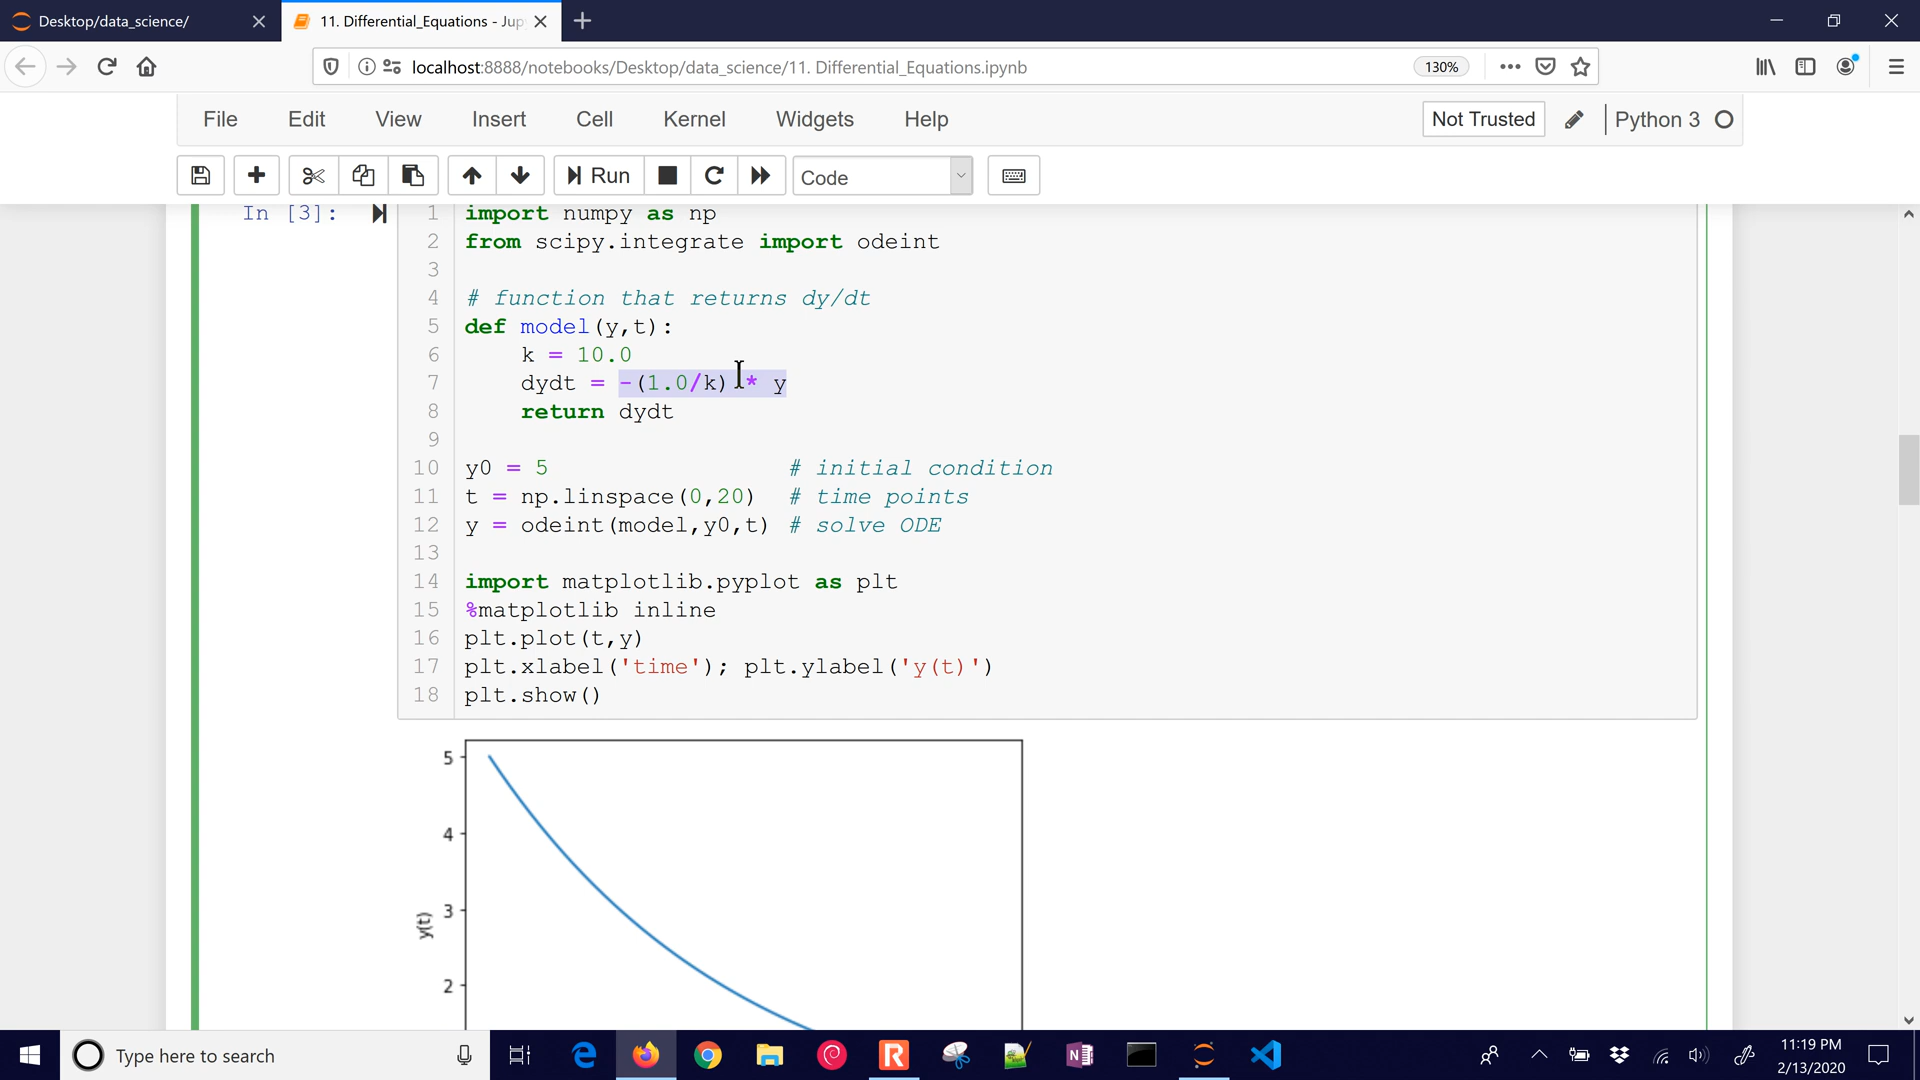 Desktop/data_science/
11. Differential_Equations - Jup
localhost:8888/notebooks/Desktop/data_science/11. Differential_Equations.ipynb
130%
File Edit View Insert Cell Kernel Widgets Help
Not Trusted
Python 3
Run
Code
In [3]:
1 import numpy as np
2 from scipy.integrate import odeint
3
4 # function that returns dy/dt
5 def model(y,t):
6 k = 10.0
7 dydt = -(1.0/k) * y
8 return dydt
9
10 y0 = 5 # initial condition
11 t = np.linspace(0,20) # time points
12 y = odeint(model,y0,t) # solve ODE
13
14 import matplotlib.pyplot as plt
15 %matplotlib inline
16 plt.plot(t,y)
17 plt.xlabel('time'); plt.ylabel('y(t)')
18 plt.show()
5
4
3
2
y(t)
Type here to search
11:19 PM
2/13/2020